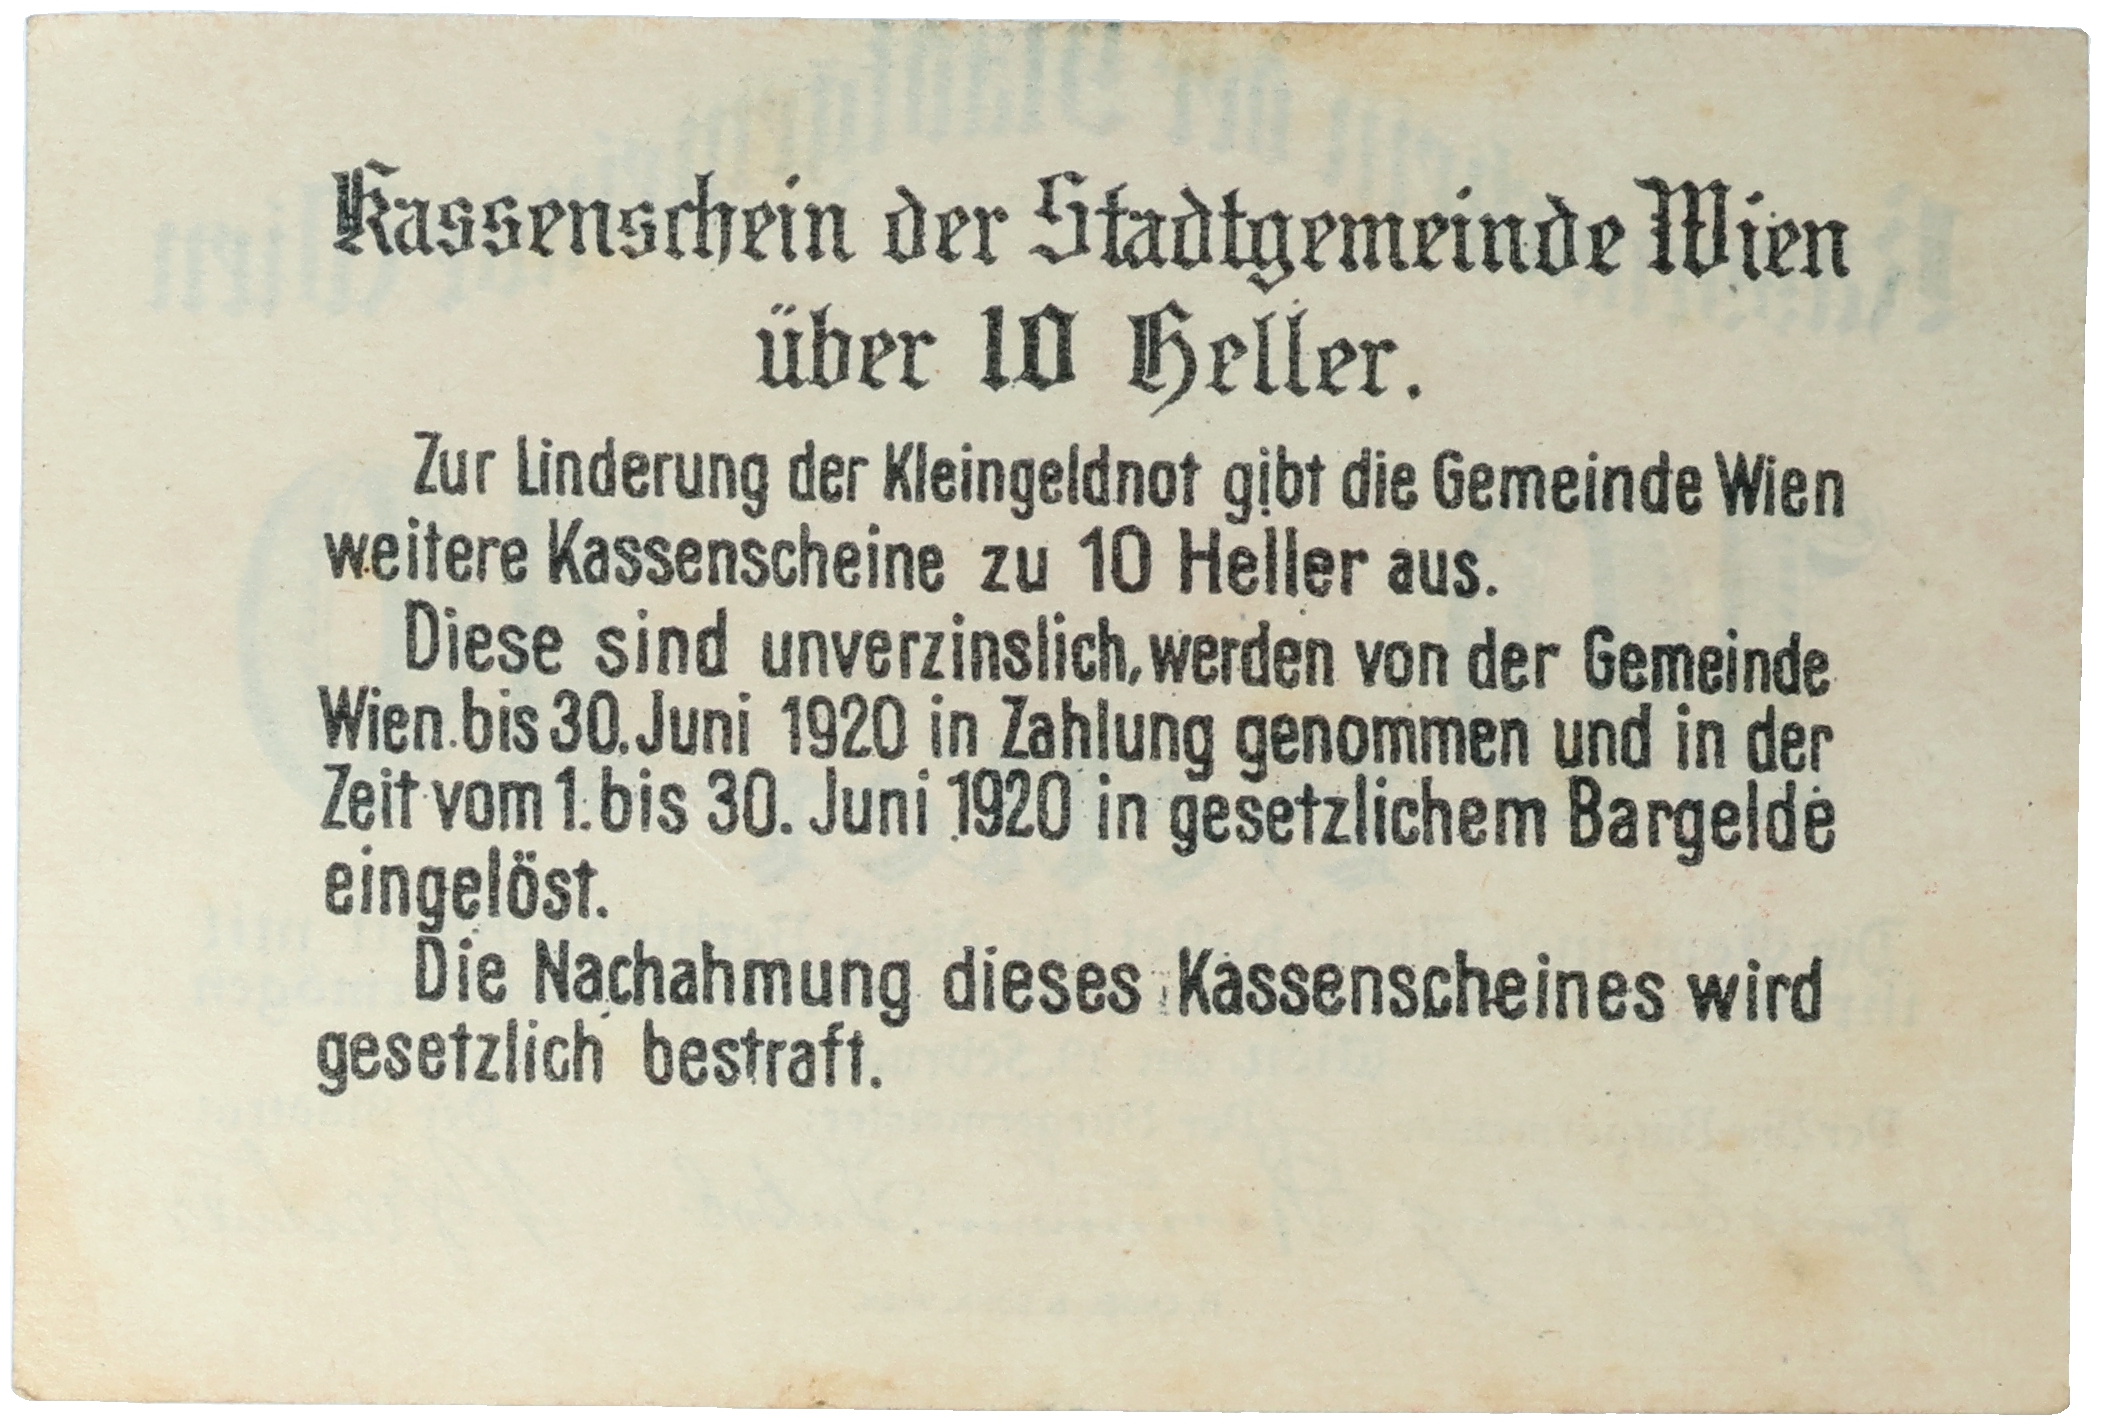 Kassenschein der Stadtgemeinde Wien
über 10 Heller.
Zur Linderung der Kleingeldnot gibt die Gemeinde Wien
weitere Kassenscheine zu 10 Heller aus.
Diese sind unverzinslich, werden von der Gemeinde
Wien bis 30. Juni 1920 in Zahlung genommen und in der
Zeit vom 1. bis 30. Juni 1920 in gesetzlichem Bargelde
eingelöst.
Die Nachahmung dieses Kassenscheines wird
gesetzlich bestraft.